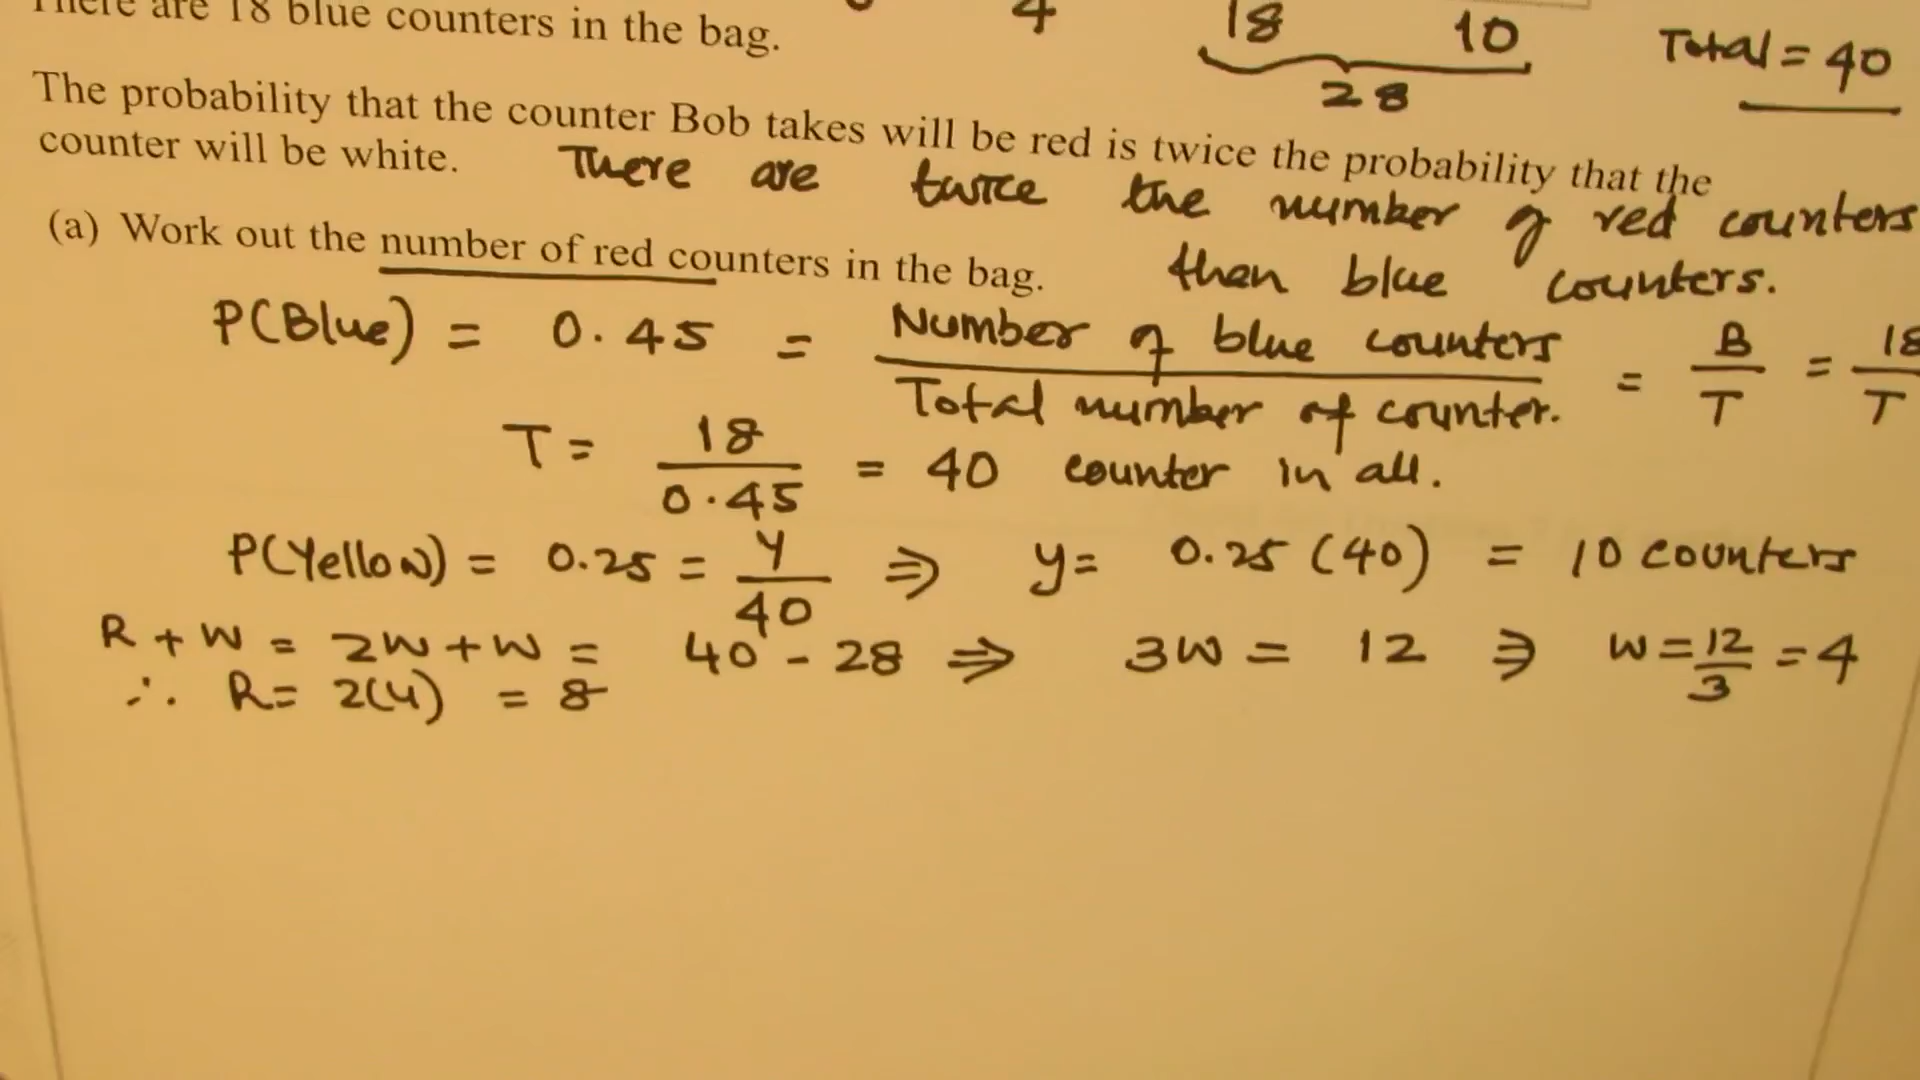 There are 18 blue counters in the bag.
4 18 10 Total = 40
28
The probability that the counter Bob takes will be red is twice the probability that the
counter will be white.
There are twice the number of red counters
than blue counters.
(a) Work out the number of red counters in the bag.
P(Blue) = 0.45 = Number of blue counters / Total number of counter. = B/T = 18/T
T = 18/0.45 = 40 counter in all.
P(Yellow) = 0.25 = Y/40 ⇒ y = 0.25 (40) = 10 counters
R + W = 2W + W = 40 - 28 ⇒ 3W = 12 ⇒ W = 12/3 = 4
∴ R = 2(4) = 8